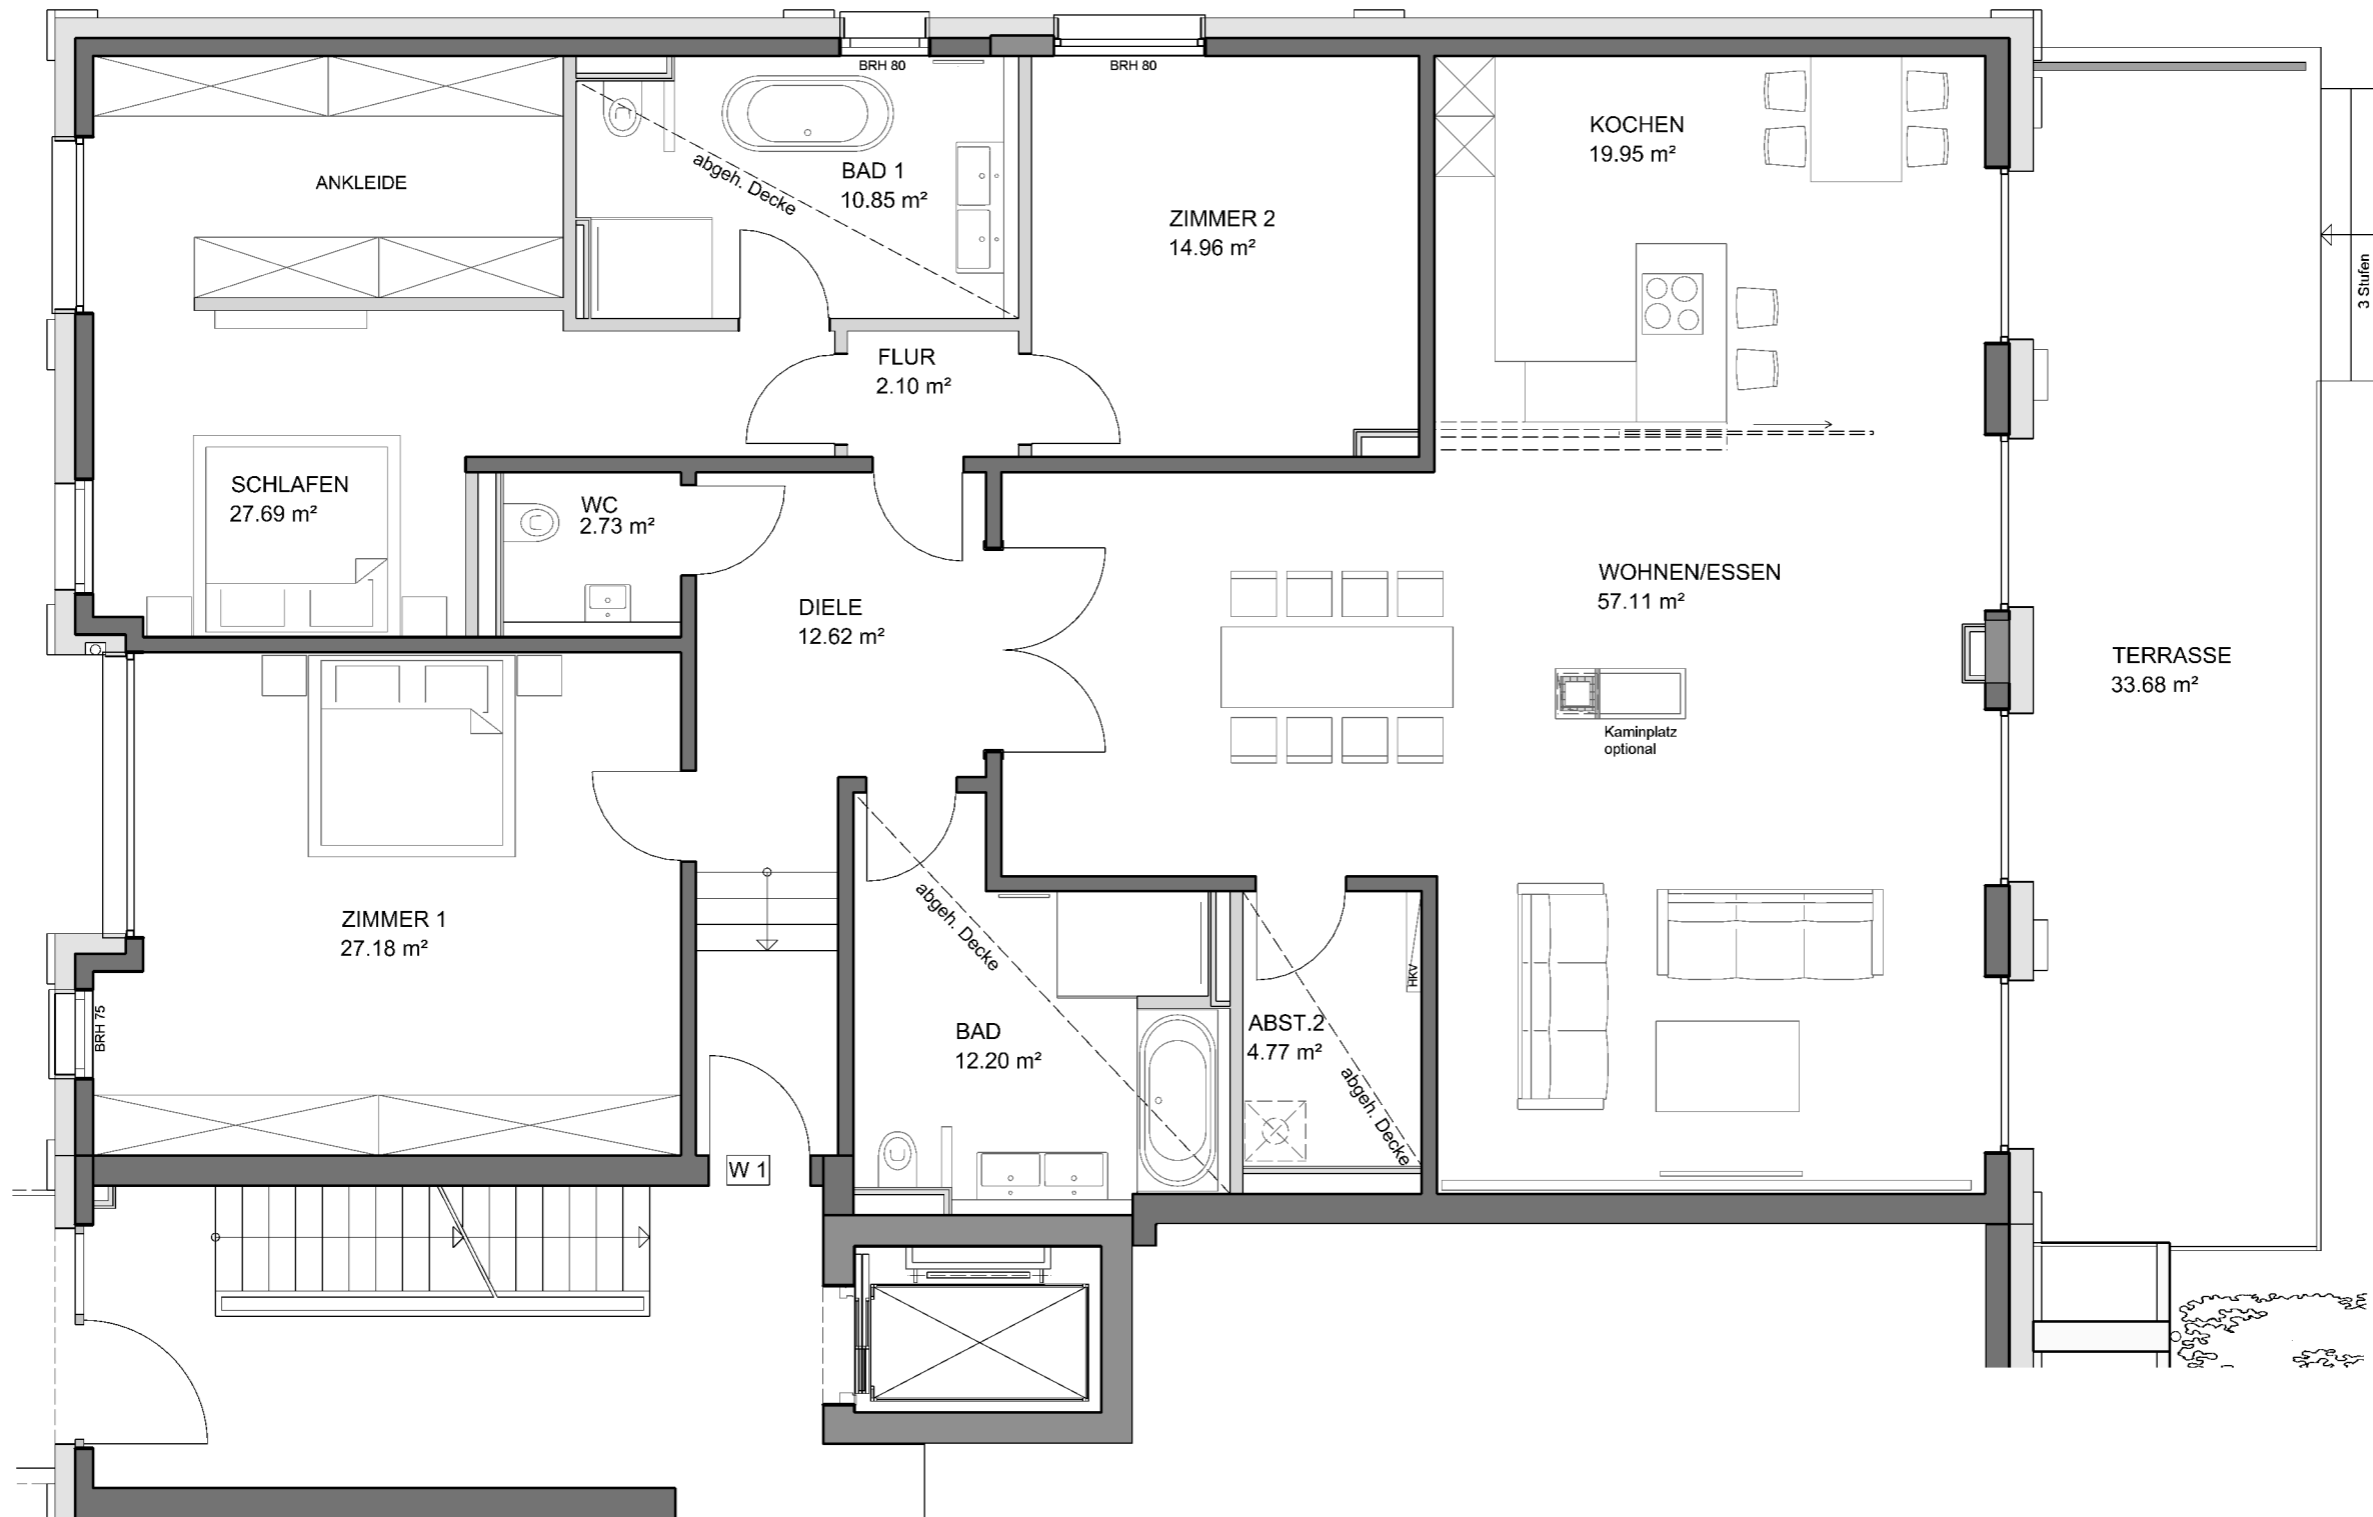 BRH 80
BRH 80
KOCHEN
19.95 m²
ANKLEIDE
abgeh. Decke
BAD 1
10.85 m²
ZIMMER 2
14.96 m²
3 Stufen
FLUR
2.10 m²
SCHLAFEN
27.69 m²
WC
2.73 m²
DIELE
12.62 m²
WOHNEN/ESSEN
57.11 m²
TERRASSE
33.68 m²
Kaminplatz
optional
ZIMMER 1
27.18 m²
BRH 75
abgeh. Decke
BAD
12.20 m²
HKV
ABST.2
4.77 m²
abgeh. Decke
W 1